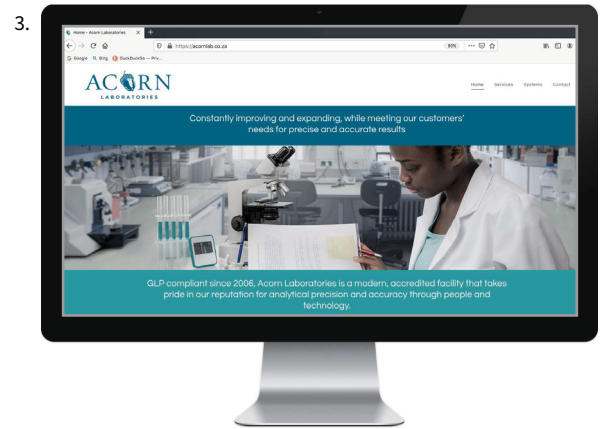 3.
Home - Acorn Laboratories
https://acornlab.co.za
90%
Google Bing DuckDuckGo — Priv...
ACORN
LABORATORIES
Home Services Systems Contact
Constantly improving and expanding, while meeting our customers'
needs for precise and accurate results
GLP compliant since 2006, Acorn Laboratories is a modern, accredited facility that takes
pride in our reputation for analytical precision and accuracy through people and
technology.